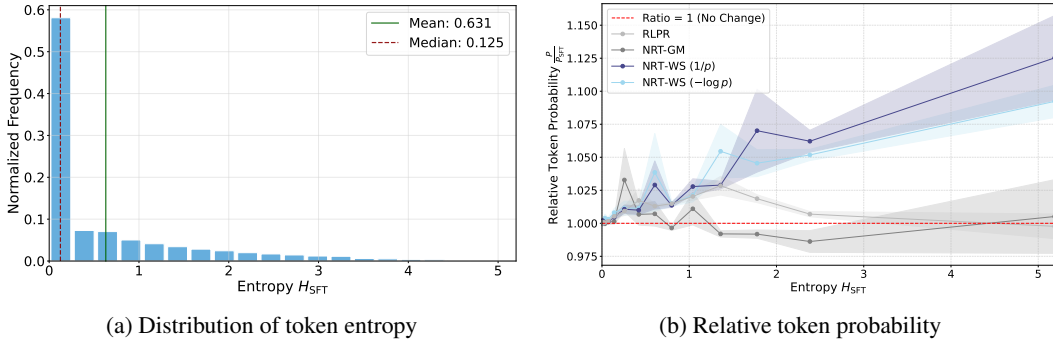 0.6
0.5
0.4
0.3
0.2
0.1
0.0
Normalized Frequency
Mean: 0.631
Median: 0.125
0 1 2 3 4 5
Entropy H_SFT
(a) Distribution of token entropy
1.150
1.125
1.100
1.075
1.050
1.025
1.000
0.975
Relative Token Probability P/P_SFT
Ratio = 1 (No Change)
RLPR
NRT-GM
NRT-WS (1/p)
NRT-WS (−log p)
0 1 2 3 4 5
Entropy H_SFT
(b) Relative token probability